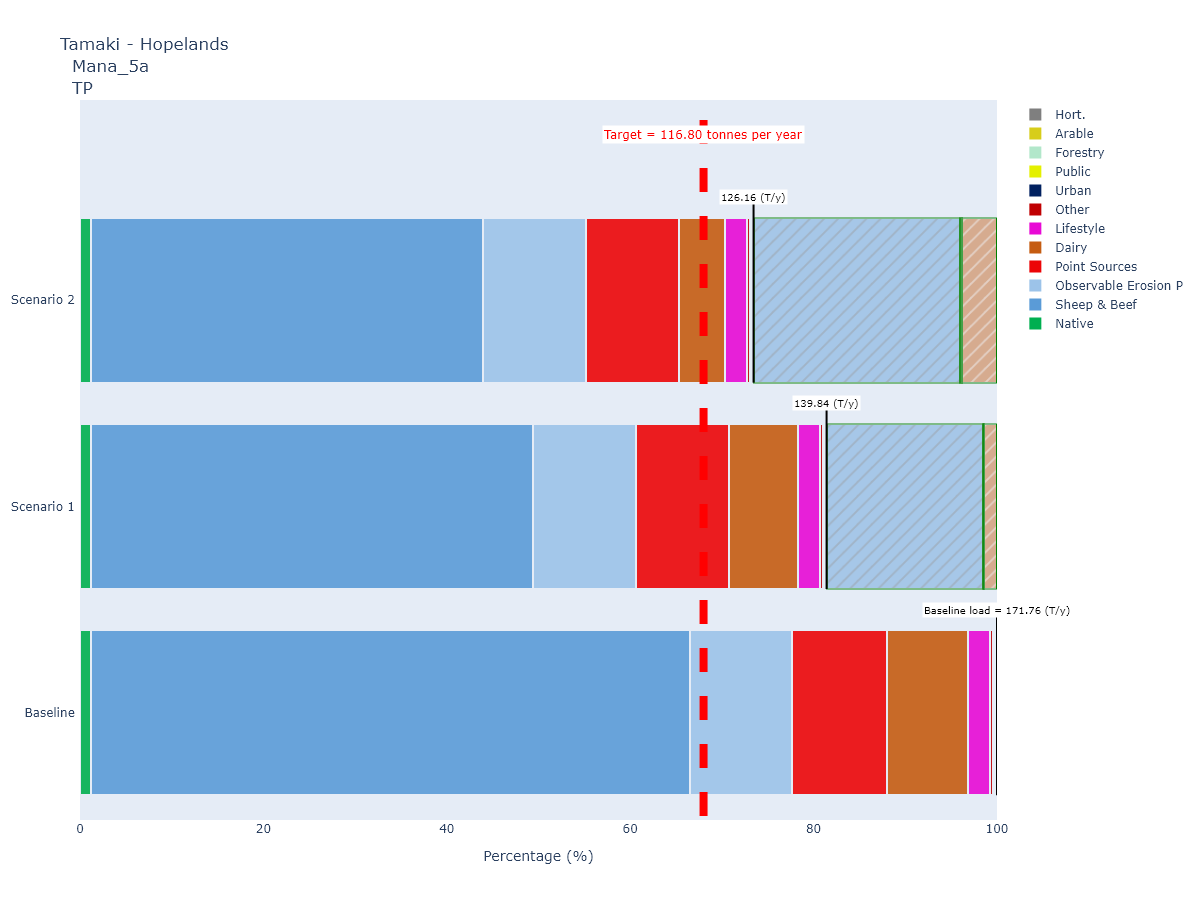 Tamaki - Hopelands
Mana_5a
TP
Target = 116.80 tonnes per year
126.16 (T/y)
Scenario 2
139.84 (T/y)
Scenario 1
Baseline load = 171.76 (T/y)
Baseline
0 20 40 60 80 100
Percentage (%)
Hort.
Arable
Forestry
Public
Urban
Other
Lifestyle
Dairy
Point Sources
Observable Erosion P
Sheep & Beef
Native